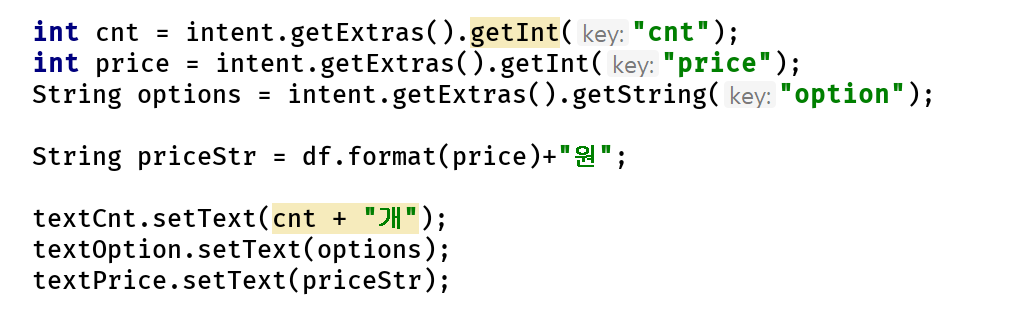 int cnt = intent.getExtras().getInt( key: "cnt");
int price = intent.getExtras().getInt( key: "price");
String options = intent.getExtras().getString( key: "option");
String priceStr = df.format(price)+"원";
textCnt.setText(cnt + "개");
textOption.setText(options);
textPrice.setText(priceStr);